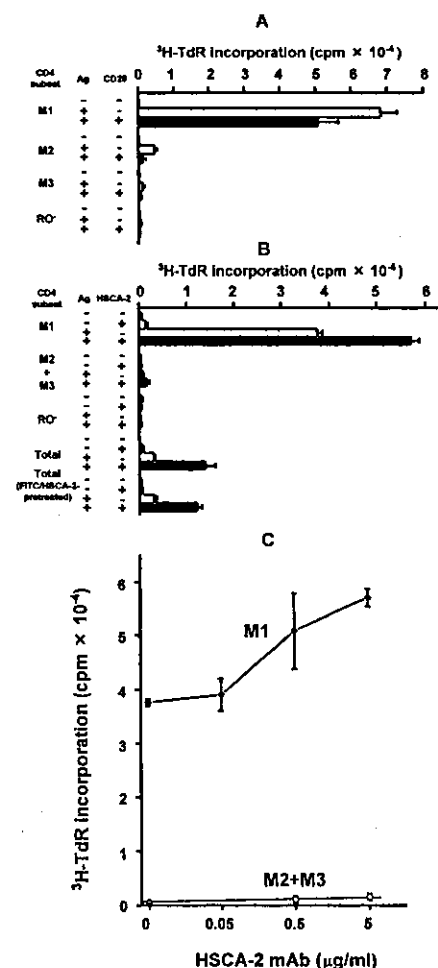 A
³H-TdR incorporation (cpm × 10⁻⁴)
CD4 subset Ag CD28
0 1 2 3 4 5 6 7 8
- -
M1 + -
+ +
- -
M2 + -
+ +
- -
M3 + -
+ +
- -
RO⁻ + -
+ +
B
³H-TdR incorporation (cpm × 10⁻⁴)
CD4 subset Ag HSCA-2
0 1 2 3 4 5 6
- -
- +
M1 + -
+ +
M2 - -
+ - +
M3 + -
+ +
- -
- +
RO⁻ + -
+ +
- -
- +
Total + -
+ +
Total - -
(FITC/HSCA-2- - +
pretreated) + -
+ +
C
³H-TdR incorporation (cpm × 10⁻⁴)
6
5
4
3
2
1
0
M1
M2+M3
0 0.05 0.5 5
HSCA-2 mAb (µg/ml)